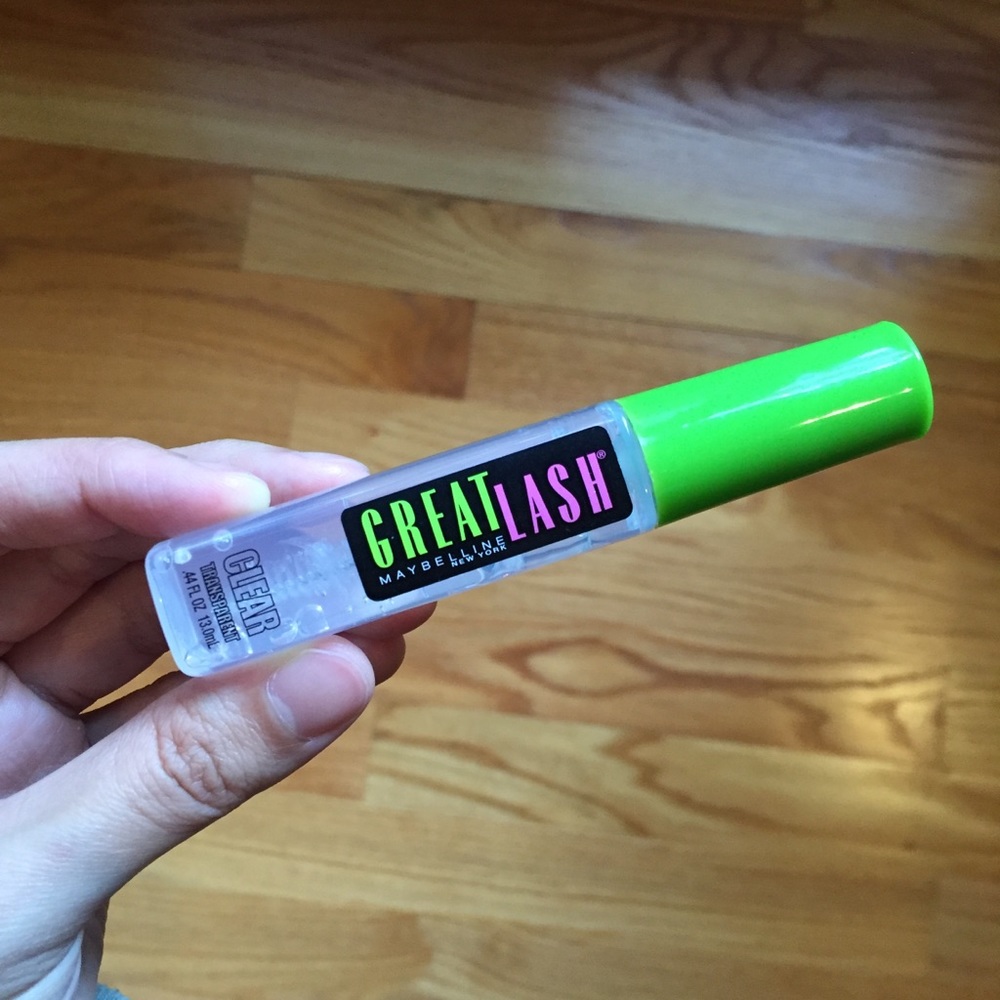 GREAT LASH®
MAYBELLINE
NEW YORK
CLEAR
TRANSPARENT
.44 FL OZ 13.0mL